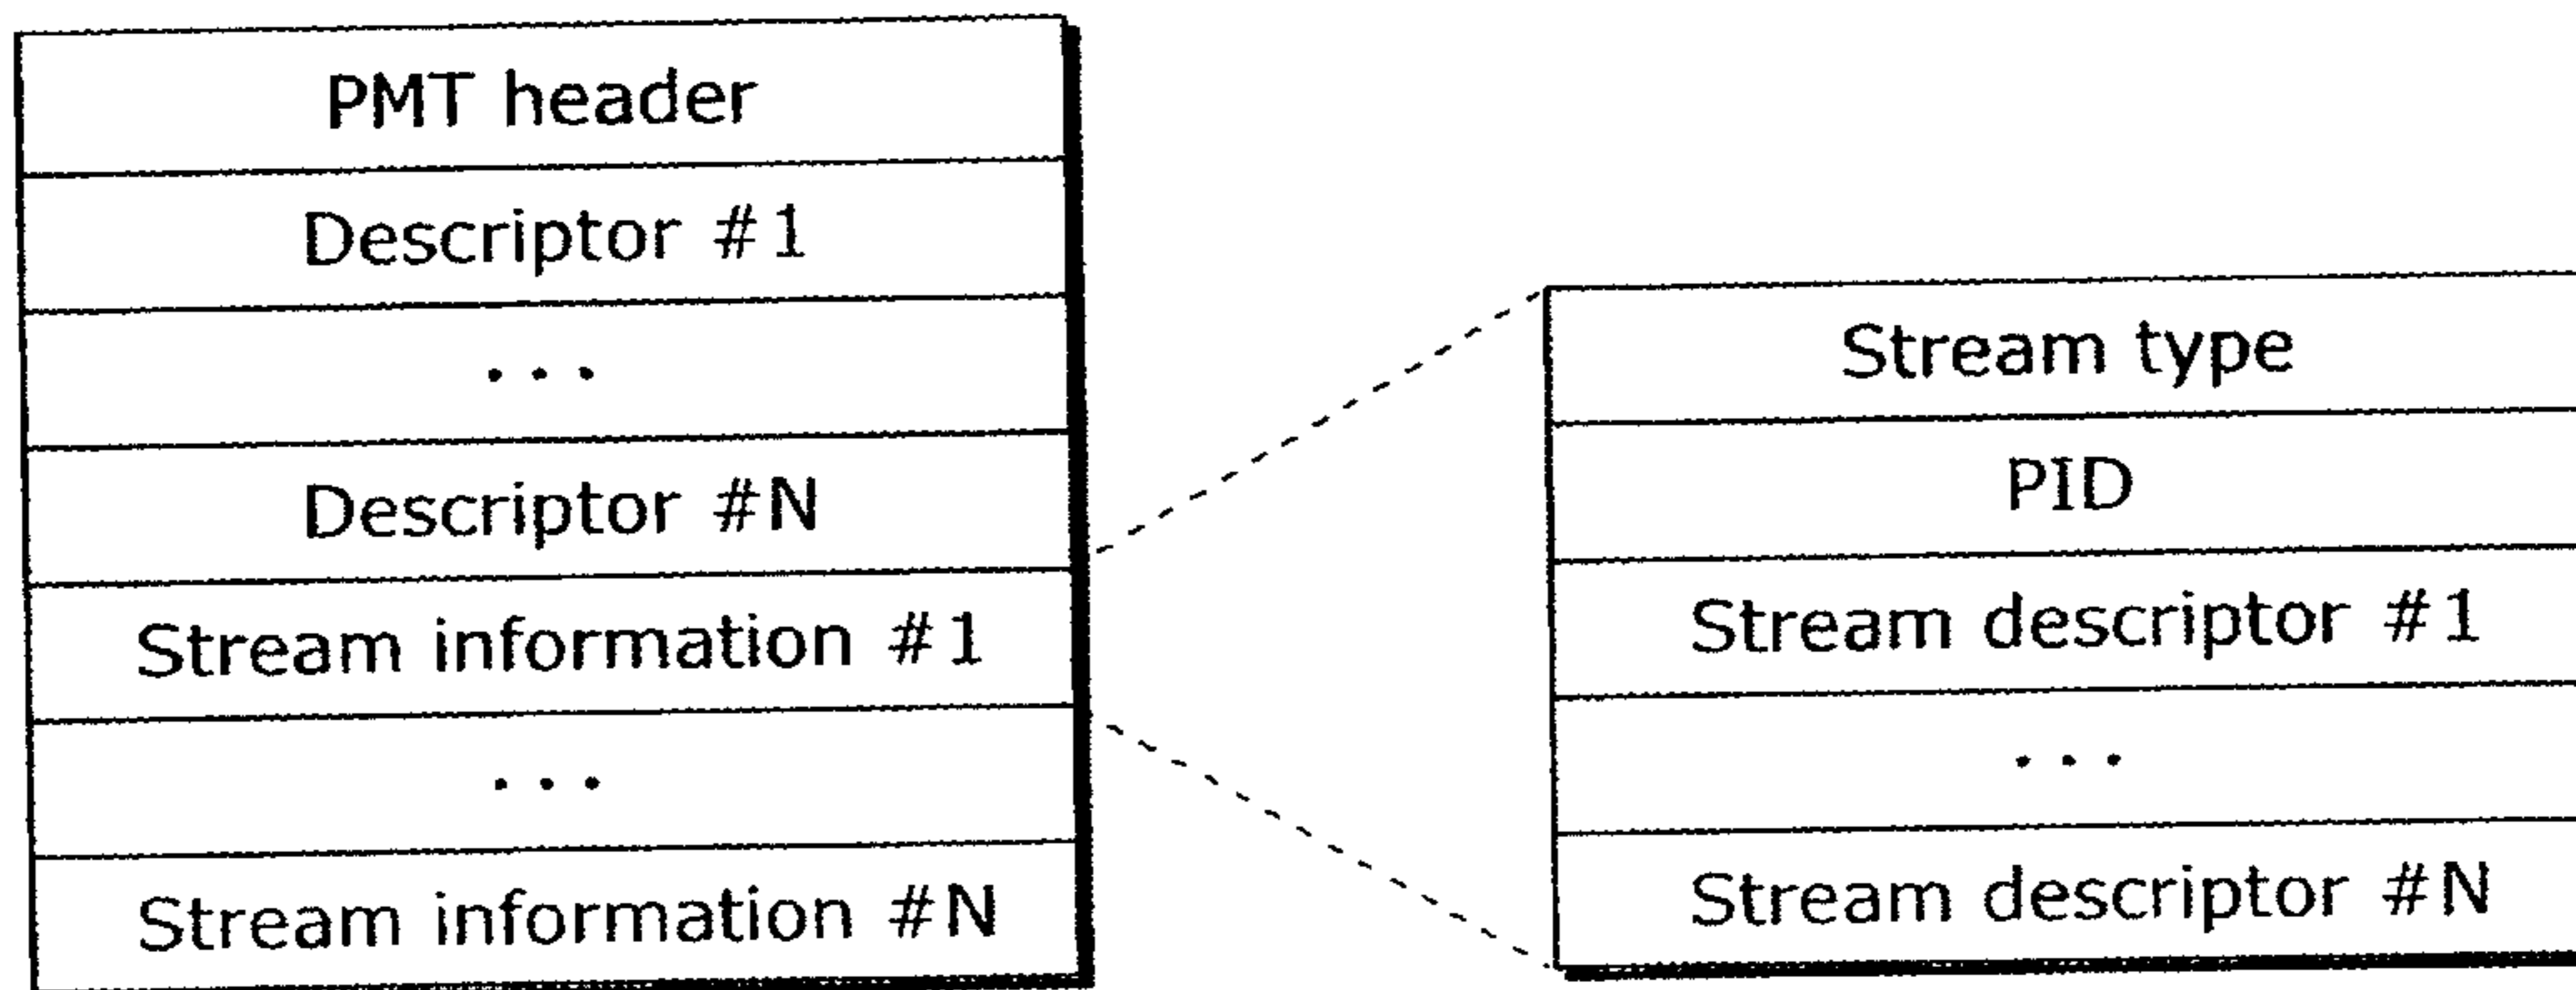 PMT header
Descriptor #1
...
Descriptor #N
Stream information #1
...
Stream information #N
Stream type
PID
Stream descriptor #1
...
Stream descriptor #N